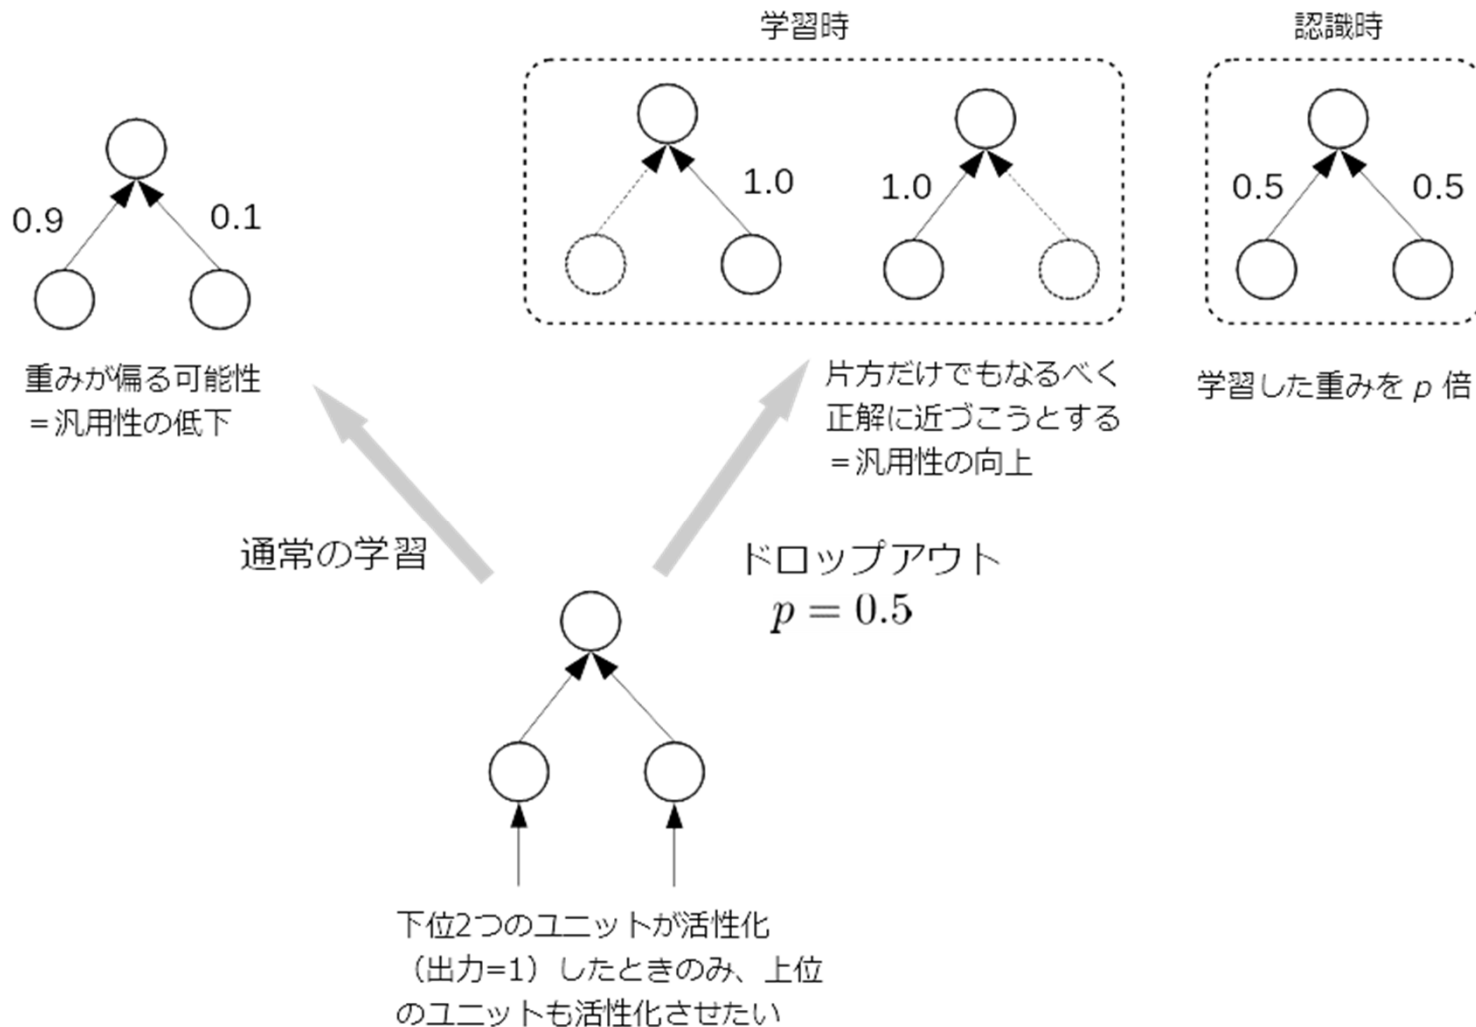 学習時
認識時
0.9
0.1
1.0
1.0
0.5
0.5
重みが偏る可能性
＝汎用性の低下
片方だけでもなるべく
正解に近づこうとする
＝汎用性の向上
学習した重みを p 倍
通常の学習
ドロップアウト
p = 0.5
下位2つのユニットが活性化
（出力=1）したときのみ、上位
のユニットも活性化させたい